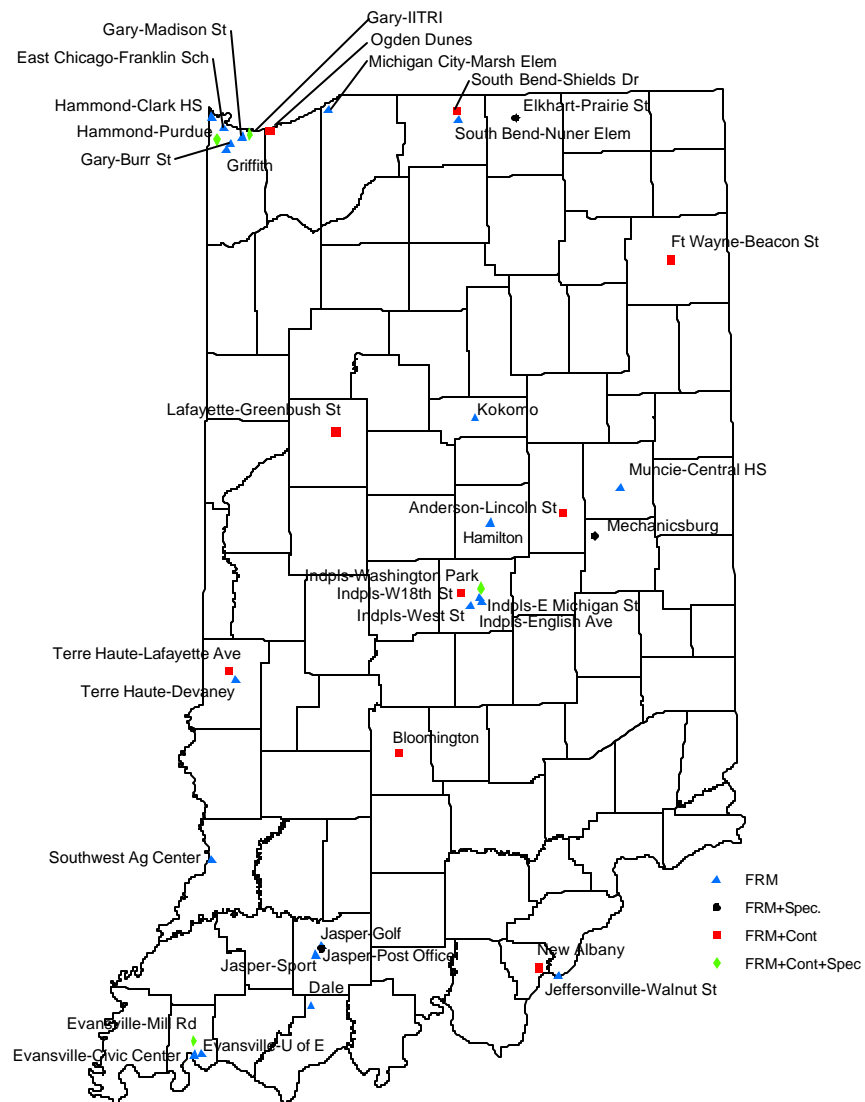 Gary-IITRI
Gary-Madison St
Ogden Dunes
East Chicago-Franklin Sch
Michigan City-Marsh Elem
South Bend-Shields Dr
Hammond-Clark HS
Elkhart-Prairie St
Hammond-Purdue
South Bend-Nuner Elem
Gary-Burr St
Griffith
Ft Wayne-Beacon St
Lafayette-Greenbush St
Kokomo
Muncie-Central HS
Anderson-Lincoln St
Mechanicsburg
Hamilton
Indpls-Washington Park
Indpls-W18th St
Indpls-E Michigan St
Indpls-West St
Indpls-English Ave
Terre Haute-Lafayette Ave
Terre Haute-Devaney
Bloomington
Southwest Ag Center
FRM
FRM+Spec.
FRM+Cont
FRM+Cont+Spec
Jasper-Golf
New Albany
Jasper-Sport
Jasper-Post Office
Dale
Jeffersonville-Walnut St
Evansville-Mill Rd
Evansville-U of E
Evansville-Civic Center